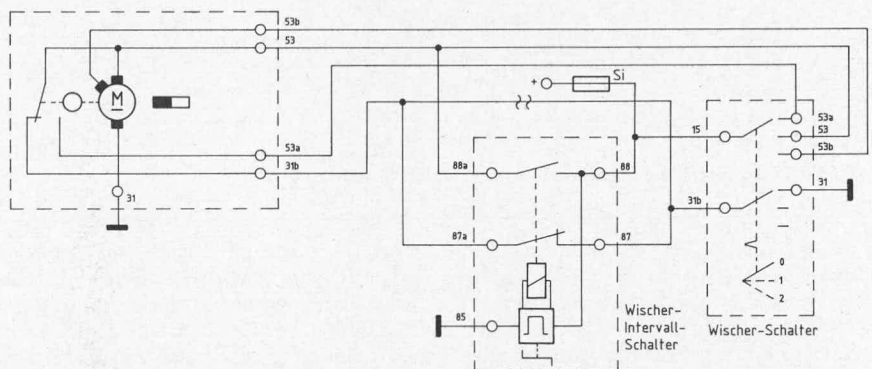 53b
53
M
53a
31b
31
+
Si
15
53a
53
53b
31b
31
88a
88
87a
87
85
0
1
2
Wischer-
Intervall-
Schalter
Wischer-Schalter